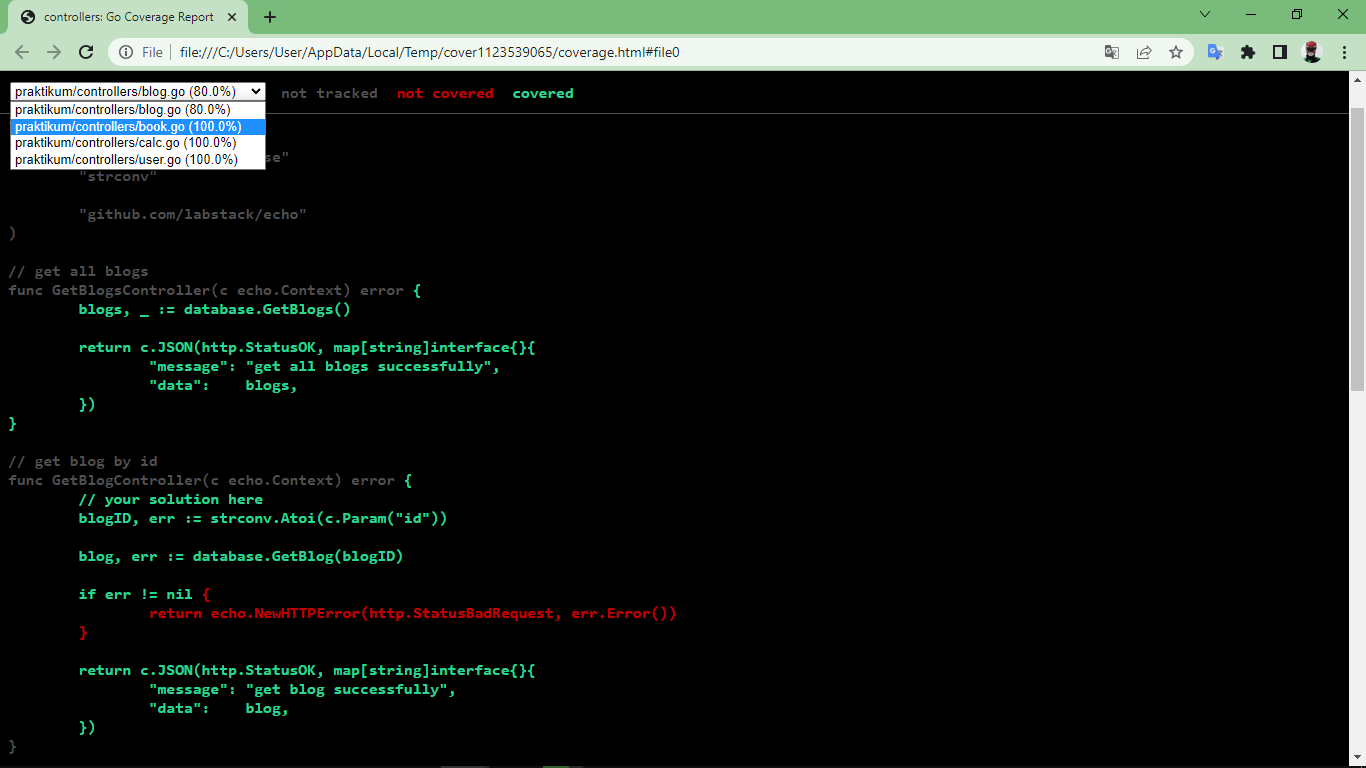 controllers: Go Coverage Report
File
file:///C:/Users/User/AppData/Local/Temp/cover1123539065/coverage.html#file0
praktikum/controllers/blog.go (80.0%)
not tracked not covered covered
praktikum/controllers/blog.go (80.0%)
praktikum/controllers/book.go (100.0%)
praktikum/controllers/calc.go (100.0%)
praktikum/controllers/user.go (100.0%)
"strconv"
"github.com/labstack/echo"
)
// get all blogs
func GetBlogsController(c echo.Context) error {
blogs, _ := database.GetBlogs()
return c.JSON(http.StatusOK, map[string]interface{}{
"message": "get all blogs successfully",
"data":    blogs,
})
}
// get blog by id
func GetBlogController(c echo.Context) error {
// your solution here
blogID, err := strconv.Atoi(c.Param("id"))
blog, err := database.GetBlog(blogID)
if err != nil {
return echo.NewHTTPError(http.StatusBadRequest, err.Error())
}
return c.JSON(http.StatusOK, map[string]interface{}{
"message": "get blog successfully",
"data":    blog,
})
}